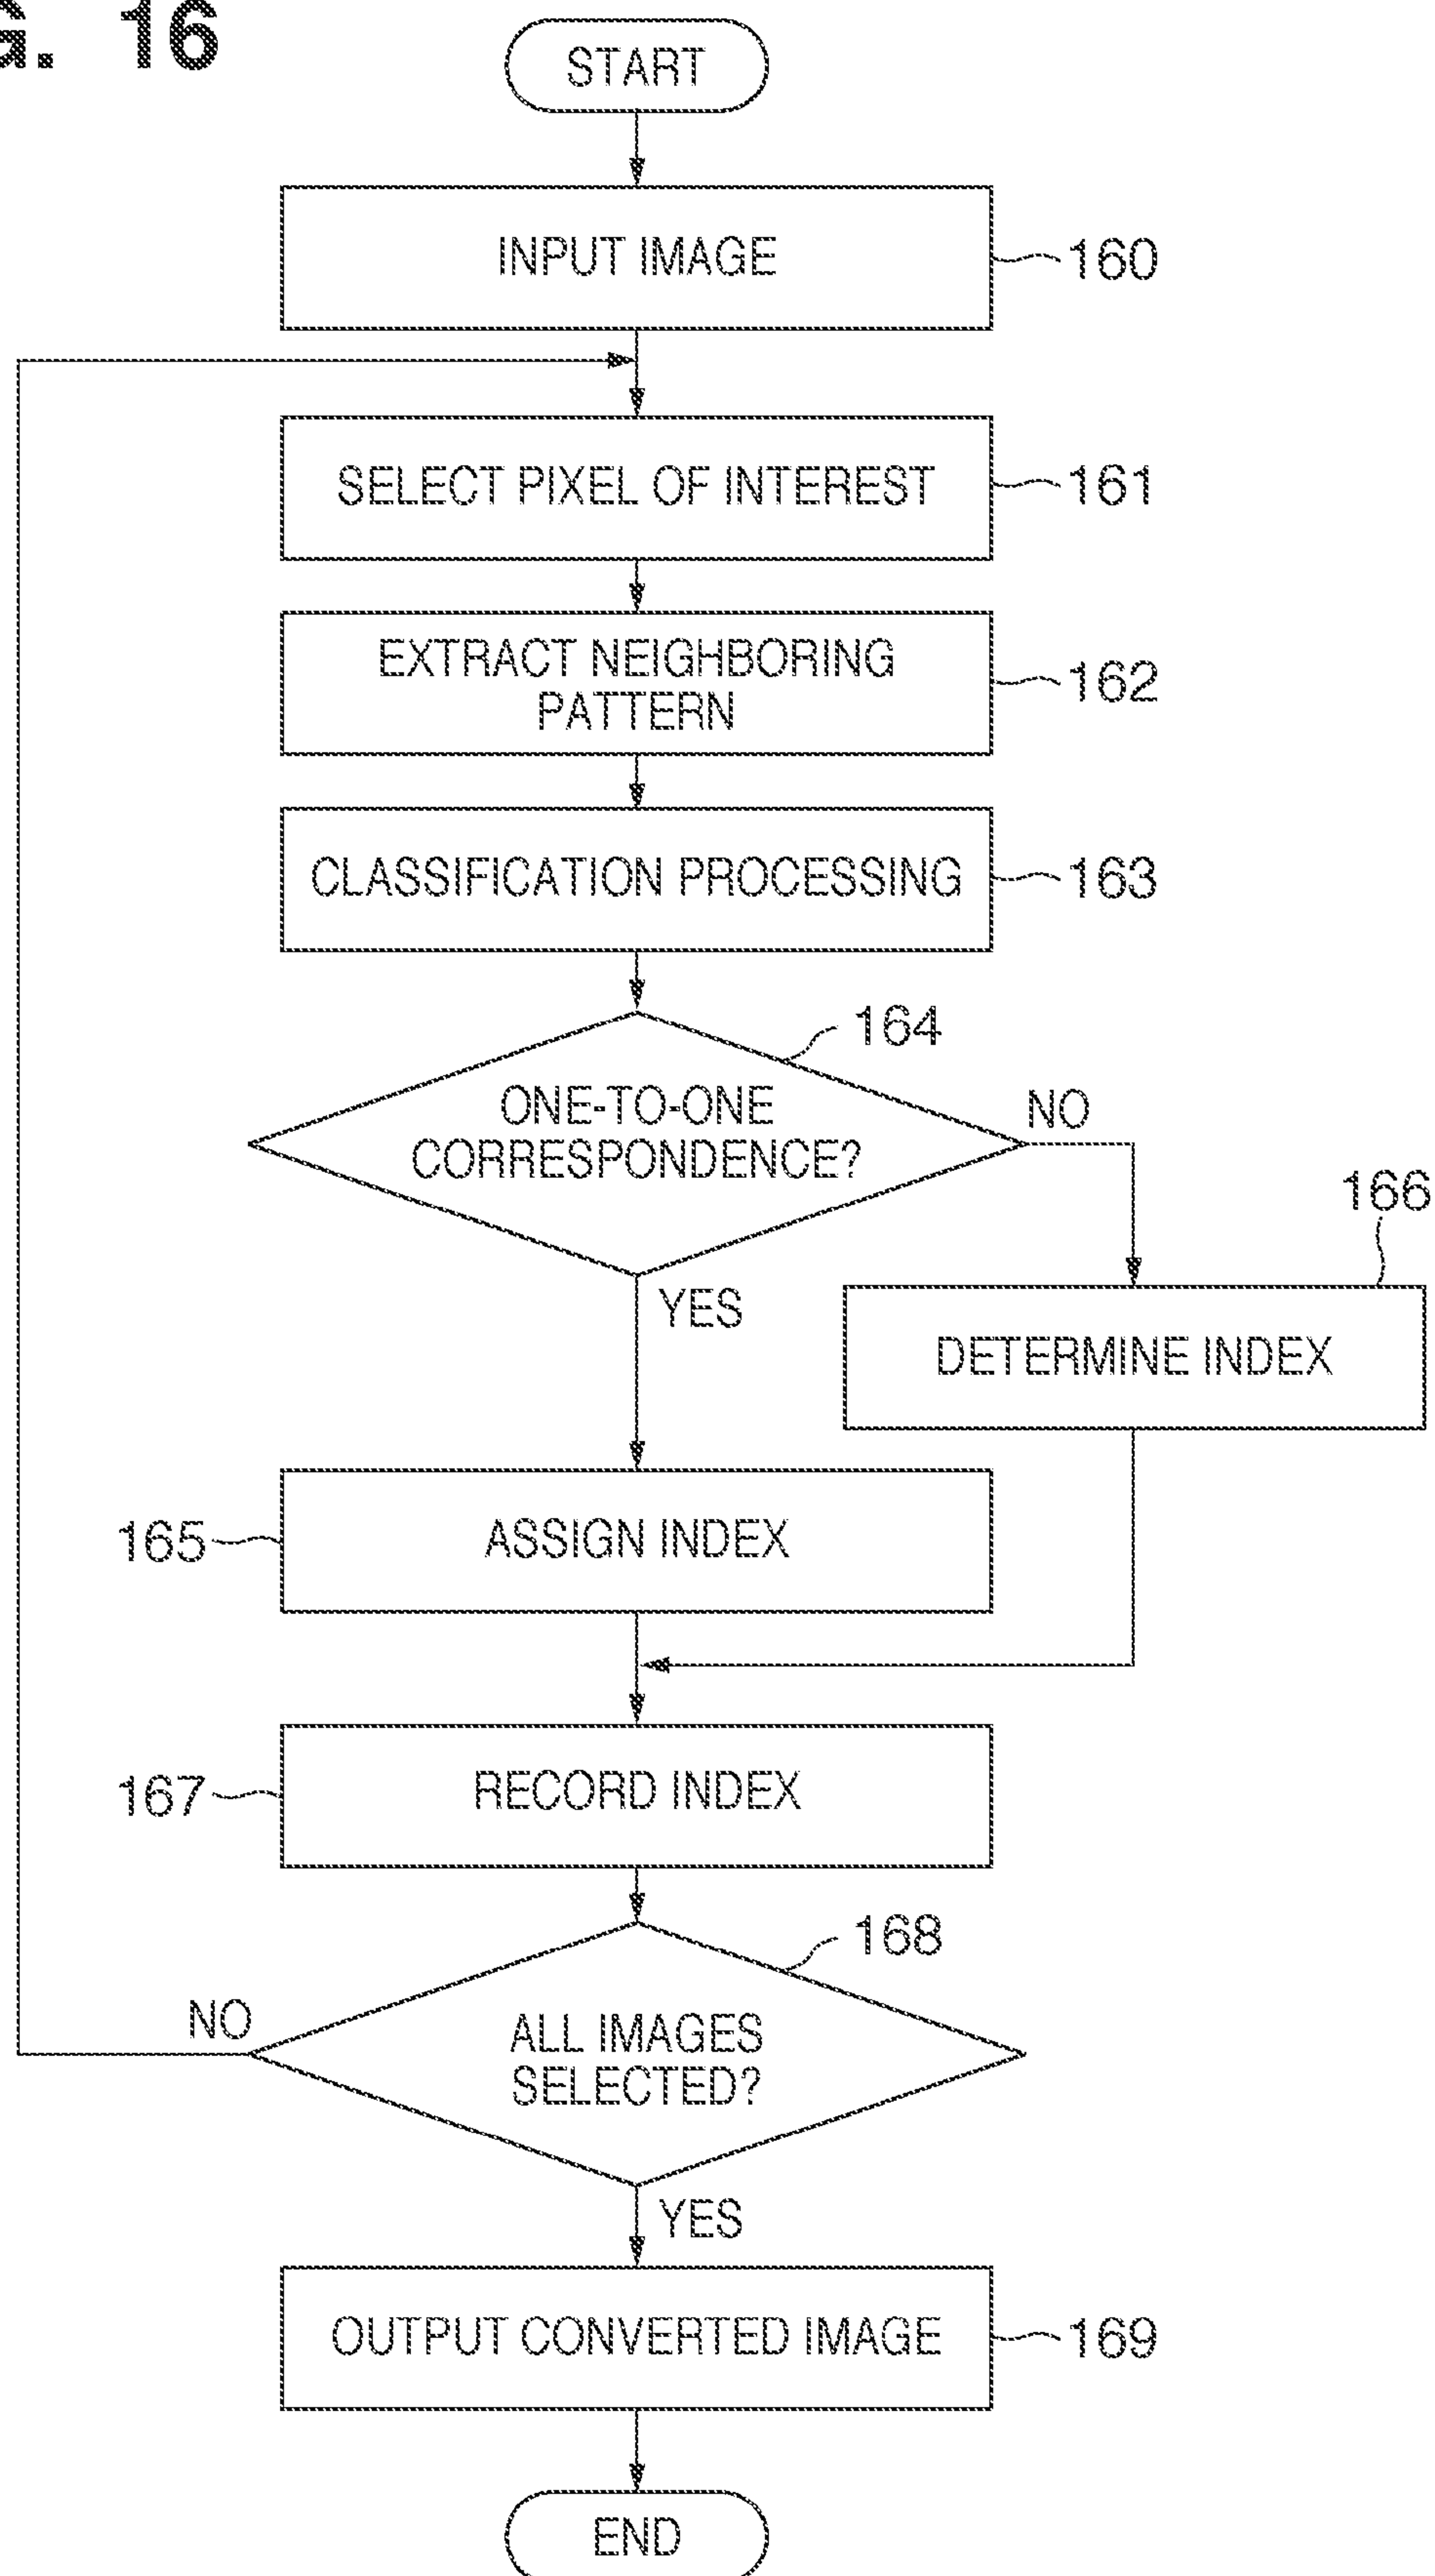 G. 16
START
INPUT IMAGE
160
SELECT PIXEL OF INTEREST
161
EXTRACT NEIGHBORING
PATTERN
162
CLASSIFICATION PROCESSING
163
164
ONE-TO-ONE
CORRESPONDENCE?
NO
YES
166
DETERMINE INDEX
165
ASSIGN INDEX
167
RECORD INDEX
168
ALL IMAGES
SELECTED?
NO
YES
OUTPUT CONVERTED IMAGE
169
END